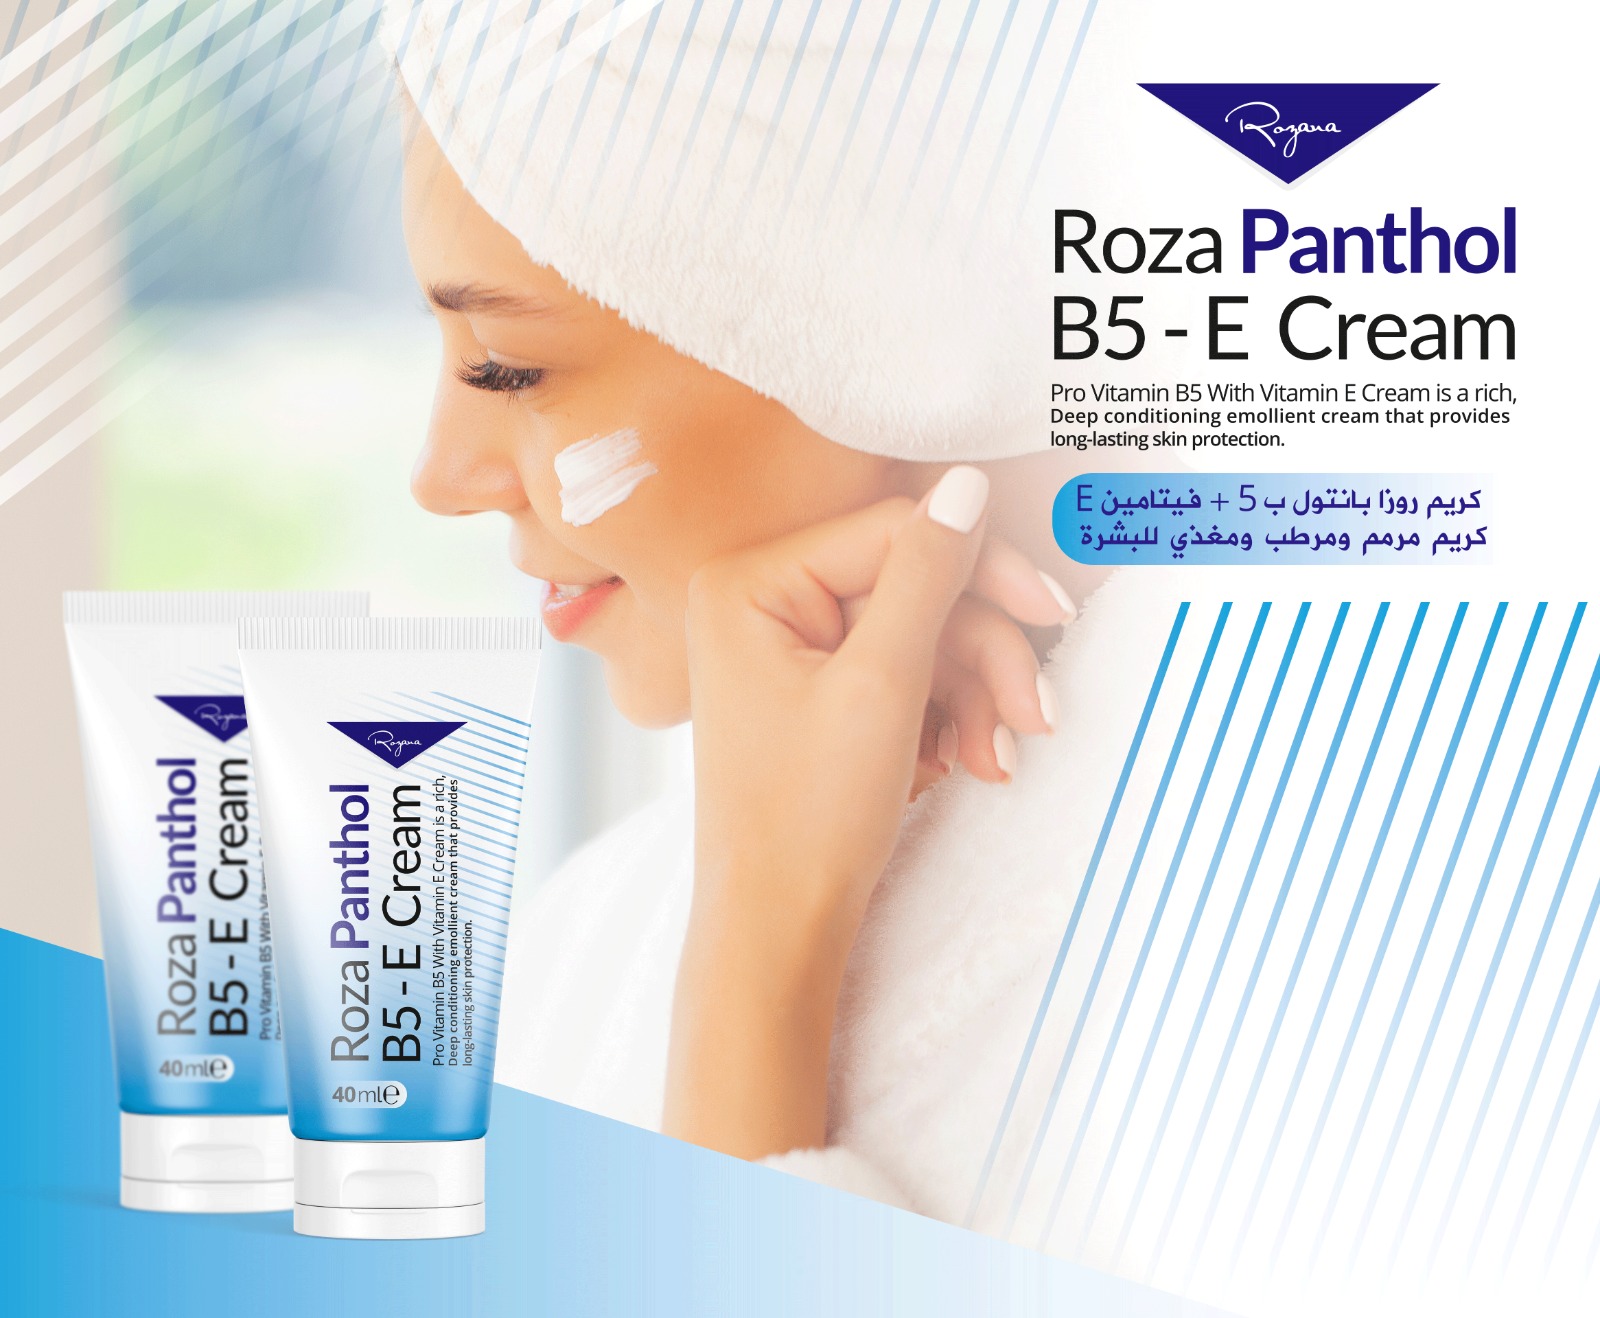 Rozana
Roza Panthol
B5 - E Cream
Pro Vitamin B5 With Vitamin E Cream is a rich,
Deep conditioning emollient cream that provides
long-lasting skin protection.
كريم روزا بانتول ب 5 + فيتامين E
كريم مرمم ومرطب ومغذي للبشرة
Rozana
Roza Panthol
B5 - E Cream
Pro Vitamin B5 With
40mle
Rozana
Roza Panthol
B5 - E Cream
Pro Vitamin B5 With Vitamin E Cream is a rich,
Deep conditioning emollient cream that provides
long-lasting skin protection.
40mle